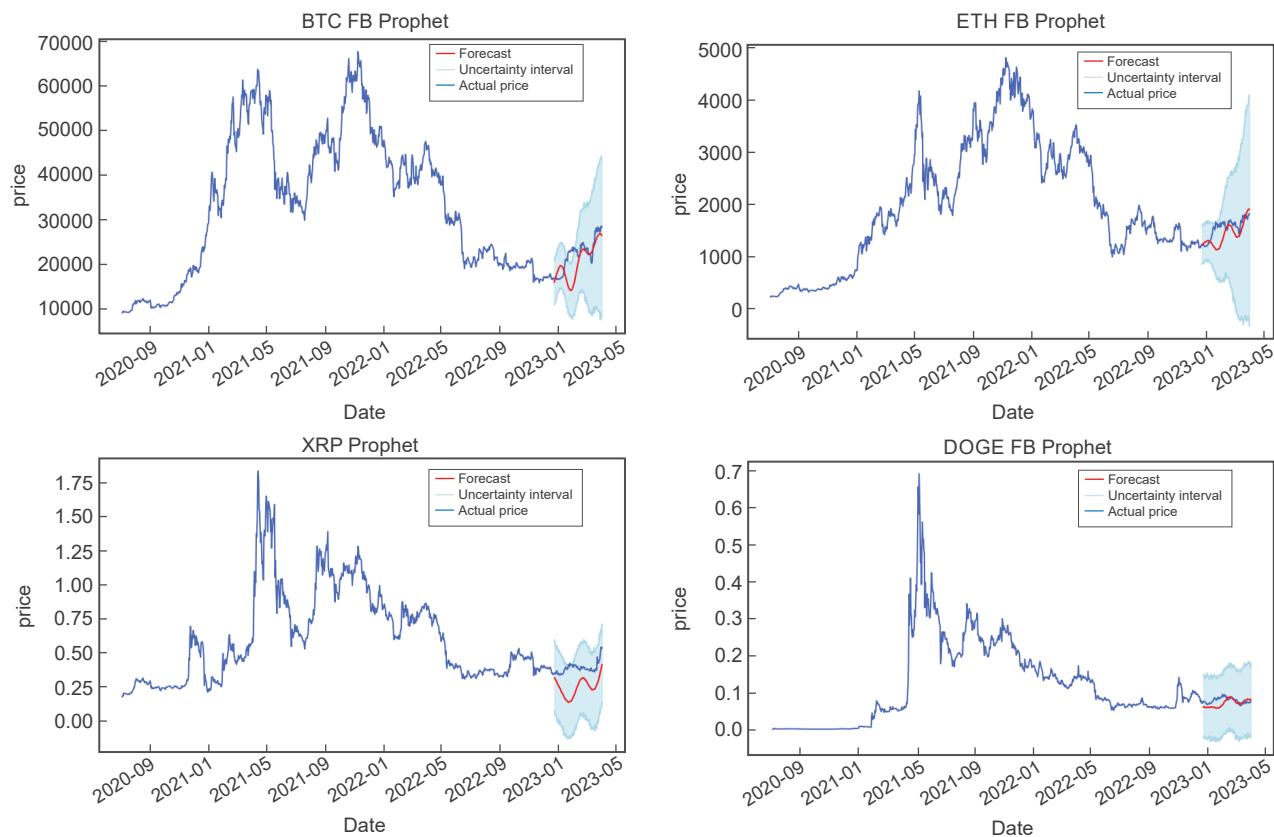 BTC FB Prophet
70000
60000
50000
40000
30000
20000
10000
price
Forecast
Uncertainty interval
Actual price
2020-09
2021-01
2021-05
2021-09
2022-01
2022-05
2022-09
2023-01
2023-05
Date
ETH FB Prophet
5000
4000
3000
2000
1000
0
price
Forecast
Uncertainty interval
Actual price
2020-09
2021-01
2021-05
2021-09
2022-01
2022-05
2022-09
2023-01
2023-05
Date
XRP Prophet
1.75
1.50
1.25
1.00
0.75
0.50
0.25
0.00
price
Forecast
Uncertainty interval
Actual price
2020-09
2021-01
2021-05
2021-09
2022-01
2022-05
2022-09
2023-01
2023-05
Date
DOGE FB Prophet
0.7
0.6
0.5
0.4
0.3
0.2
0.1
0.0
price
Forecast
Uncertainty interval
Actual price
2020-09
2021-01
2021-05
2021-09
2022-01
2022-05
2022-09
2023-01
2023-05
Date